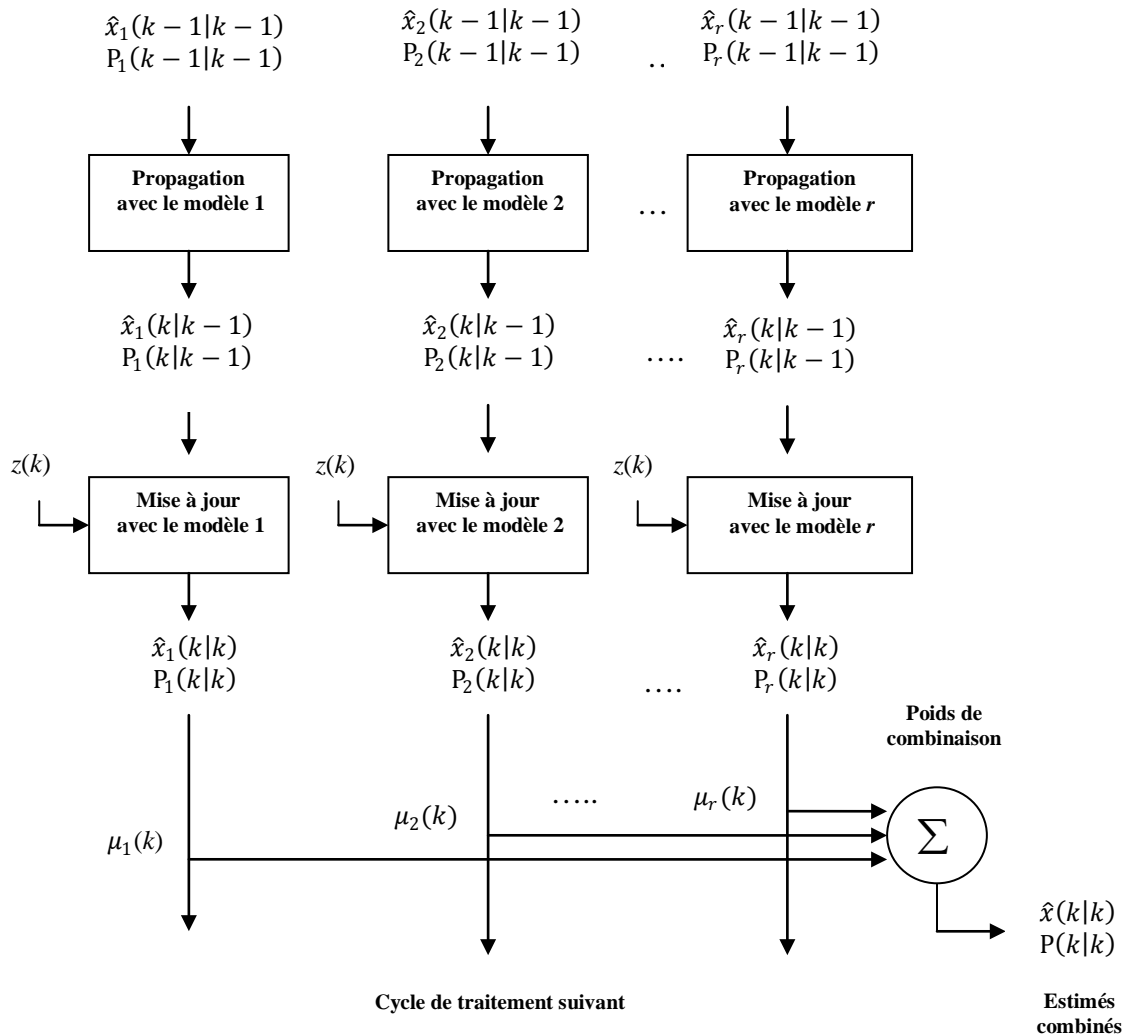 x̂₁(k − 1|k − 1)
P₁(k − 1|k − 1)
x̂₂(k − 1|k − 1)
P₂(k − 1|k − 1)
..
x̂ᵣ(k − 1|k − 1)
Pᵣ(k − 1|k − 1)
Propagation
avec le modèle 1
Propagation
avec le modèle 2
...
Propagation
avec le modèle r
x̂₁(k|k − 1)
P₁(k|k − 1)
x̂₂(k|k − 1)
P₂(k|k − 1)
....
x̂ᵣ(k|k − 1)
Pᵣ(k|k − 1)
z(k)
Mise à jour
avec le modèle 1
z(k)
Mise à jour
avec le modèle 2
z(k)
Mise à jour
avec le modèle r
x̂₁(k|k)
P₁(k|k)
x̂₂(k|k)
P₂(k|k)
....
x̂ᵣ(k|k)
Pᵣ(k|k)
Poids de
combinaison
μ₁(k)
μ₂(k)
.....
μᵣ(k)
∑
x̂(k|k)
P(k|k)
Cycle de traitement suivant
Estimés
combinés